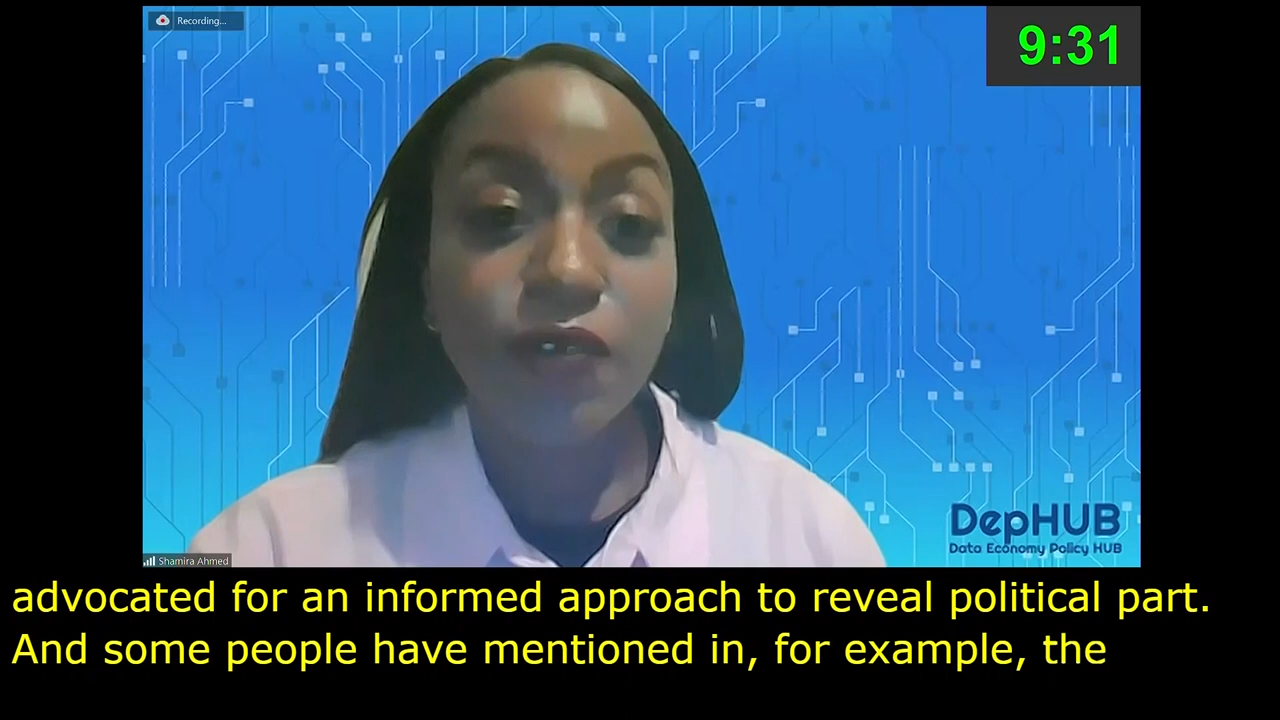 Recording...
9:31
DepHUB
Data Economy Policy HUB
Shamira Ahmed
advocated for an informed approach to reveal political part.
And some people have mentioned in, for example, the